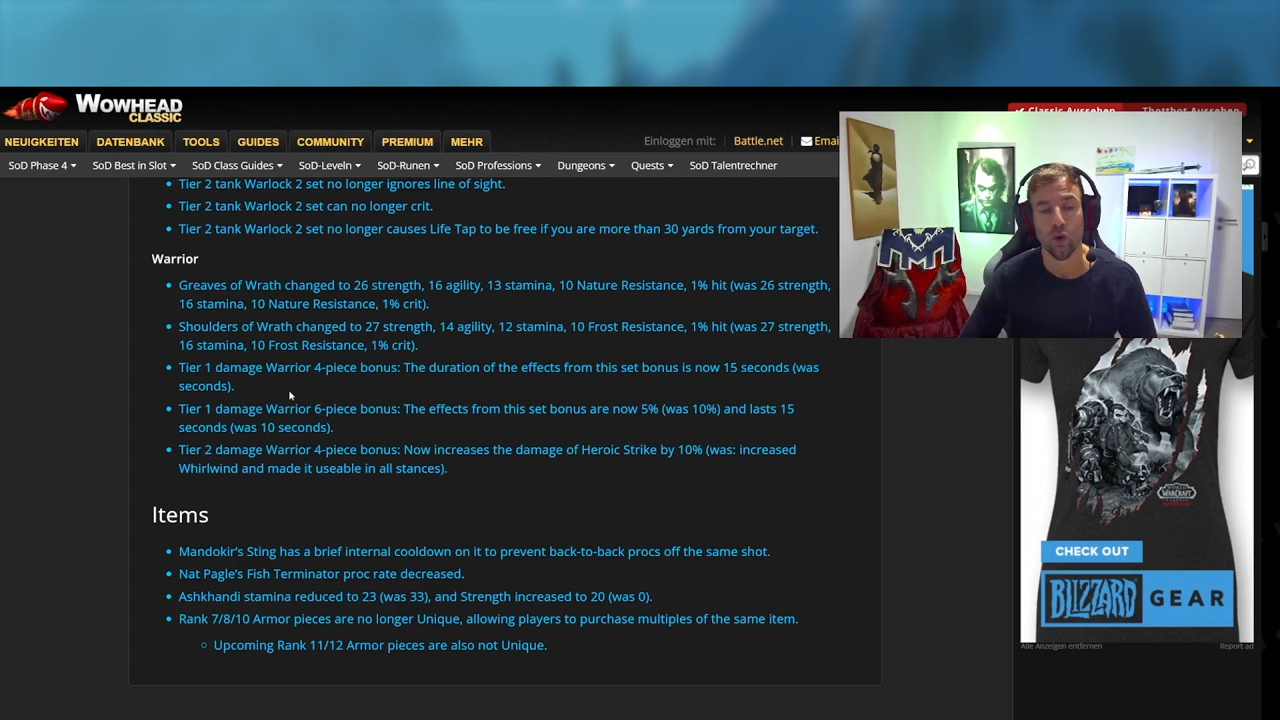 WOWHEAD
CLASSIC
Classic Aussehen Thottbot Aussehen
NEUIGKEITEN DATENBANK TOOLS GUIDES COMMUNITY PREMIUM MEHR Einloggen mit: Battle.net Emai
SoD Phase 4 SoD Best in Slot SoD Class Guides SoD-Leveln SoD-Runen SoD Professions Dungeons Quests SoD Talentrechner
• Tier 2 tank Warlock 2 set no longer ignores line of sight.
• Tier 2 tank Warlock 2 set can no longer crit.
• Tier 2 tank Warlock 2 set no longer causes Life Tap to be free if you are more than 30 yards from your target.
Warrior
• Greaves of Wrath changed to 26 strength, 16 agility, 13 stamina, 10 Nature Resistance, 1% hit (was 26 strength,
16 stamina, 10 Nature Resistance, 1% crit).
• Shoulders of Wrath changed to 27 strength, 14 agility, 12 stamina, 10 Frost Resistance, 1% hit (was 27 strength,
16 stamina, 10 Frost Resistance, 1% crit).
• Tier 1 damage Warrior 4-piece bonus: The duration of the effects from this set bonus is now 15 seconds (was
seconds).
• Tier 1 damage Warrior 6-piece bonus: The effects from this set bonus are now 5% (was 10%) and lasts 15
seconds (was 10 seconds).
• Tier 2 damage Warrior 4-piece bonus: Now increases the damage of Heroic Strike by 10% (was: increased
Whirlwind and made it useable in all stances).
Items
• Mandokir's Sting has a brief internal cooldown on it to prevent back-to-back procs off the same shot.
• Nat Pagle's Fish Terminator proc rate decreased.
• Ashkhandi stamina reduced to 23 (was 33), and Strength increased to 20 (was 0).
• Rank 7/8/10 Armor pieces are no longer Unique, allowing players to purchase multiples of the same item.
○ Upcoming Rank 11/12 Armor pieces are also not Unique.
WARCRAFT
CHECK OUT
BLIZZARD GEAR
Alle Anzeigen entfernen Report ad